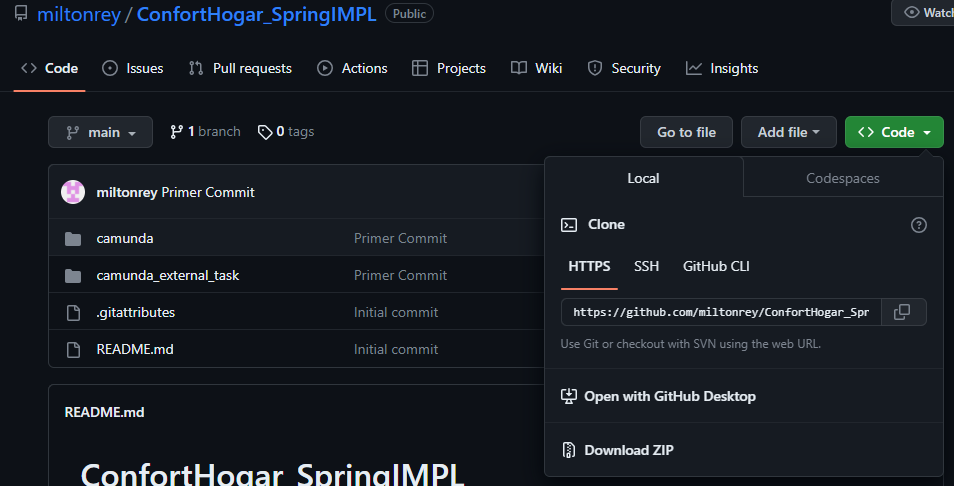 miltonrey / ConfortHogar_SpringIMPL Public
Watch
Code Issues Pull requests Actions Projects Wiki Security Insights
main 1 branch 0 tags Go to file Add file Code
miltonrey Primer Commit
camunda Primer Commit
camunda_external_task Primer Commit
.gitattributes Initial commit
README.md Initial commit
README.md
ConfortHogar_SpringIMPL
Local Codespaces
Clone
HTTPS SSH GitHub CLI
https://github.com/miltonrey/ConfortHogar_Spr
Use Git or checkout with SVN using the web URL.
Open with GitHub Desktop
Download ZIP